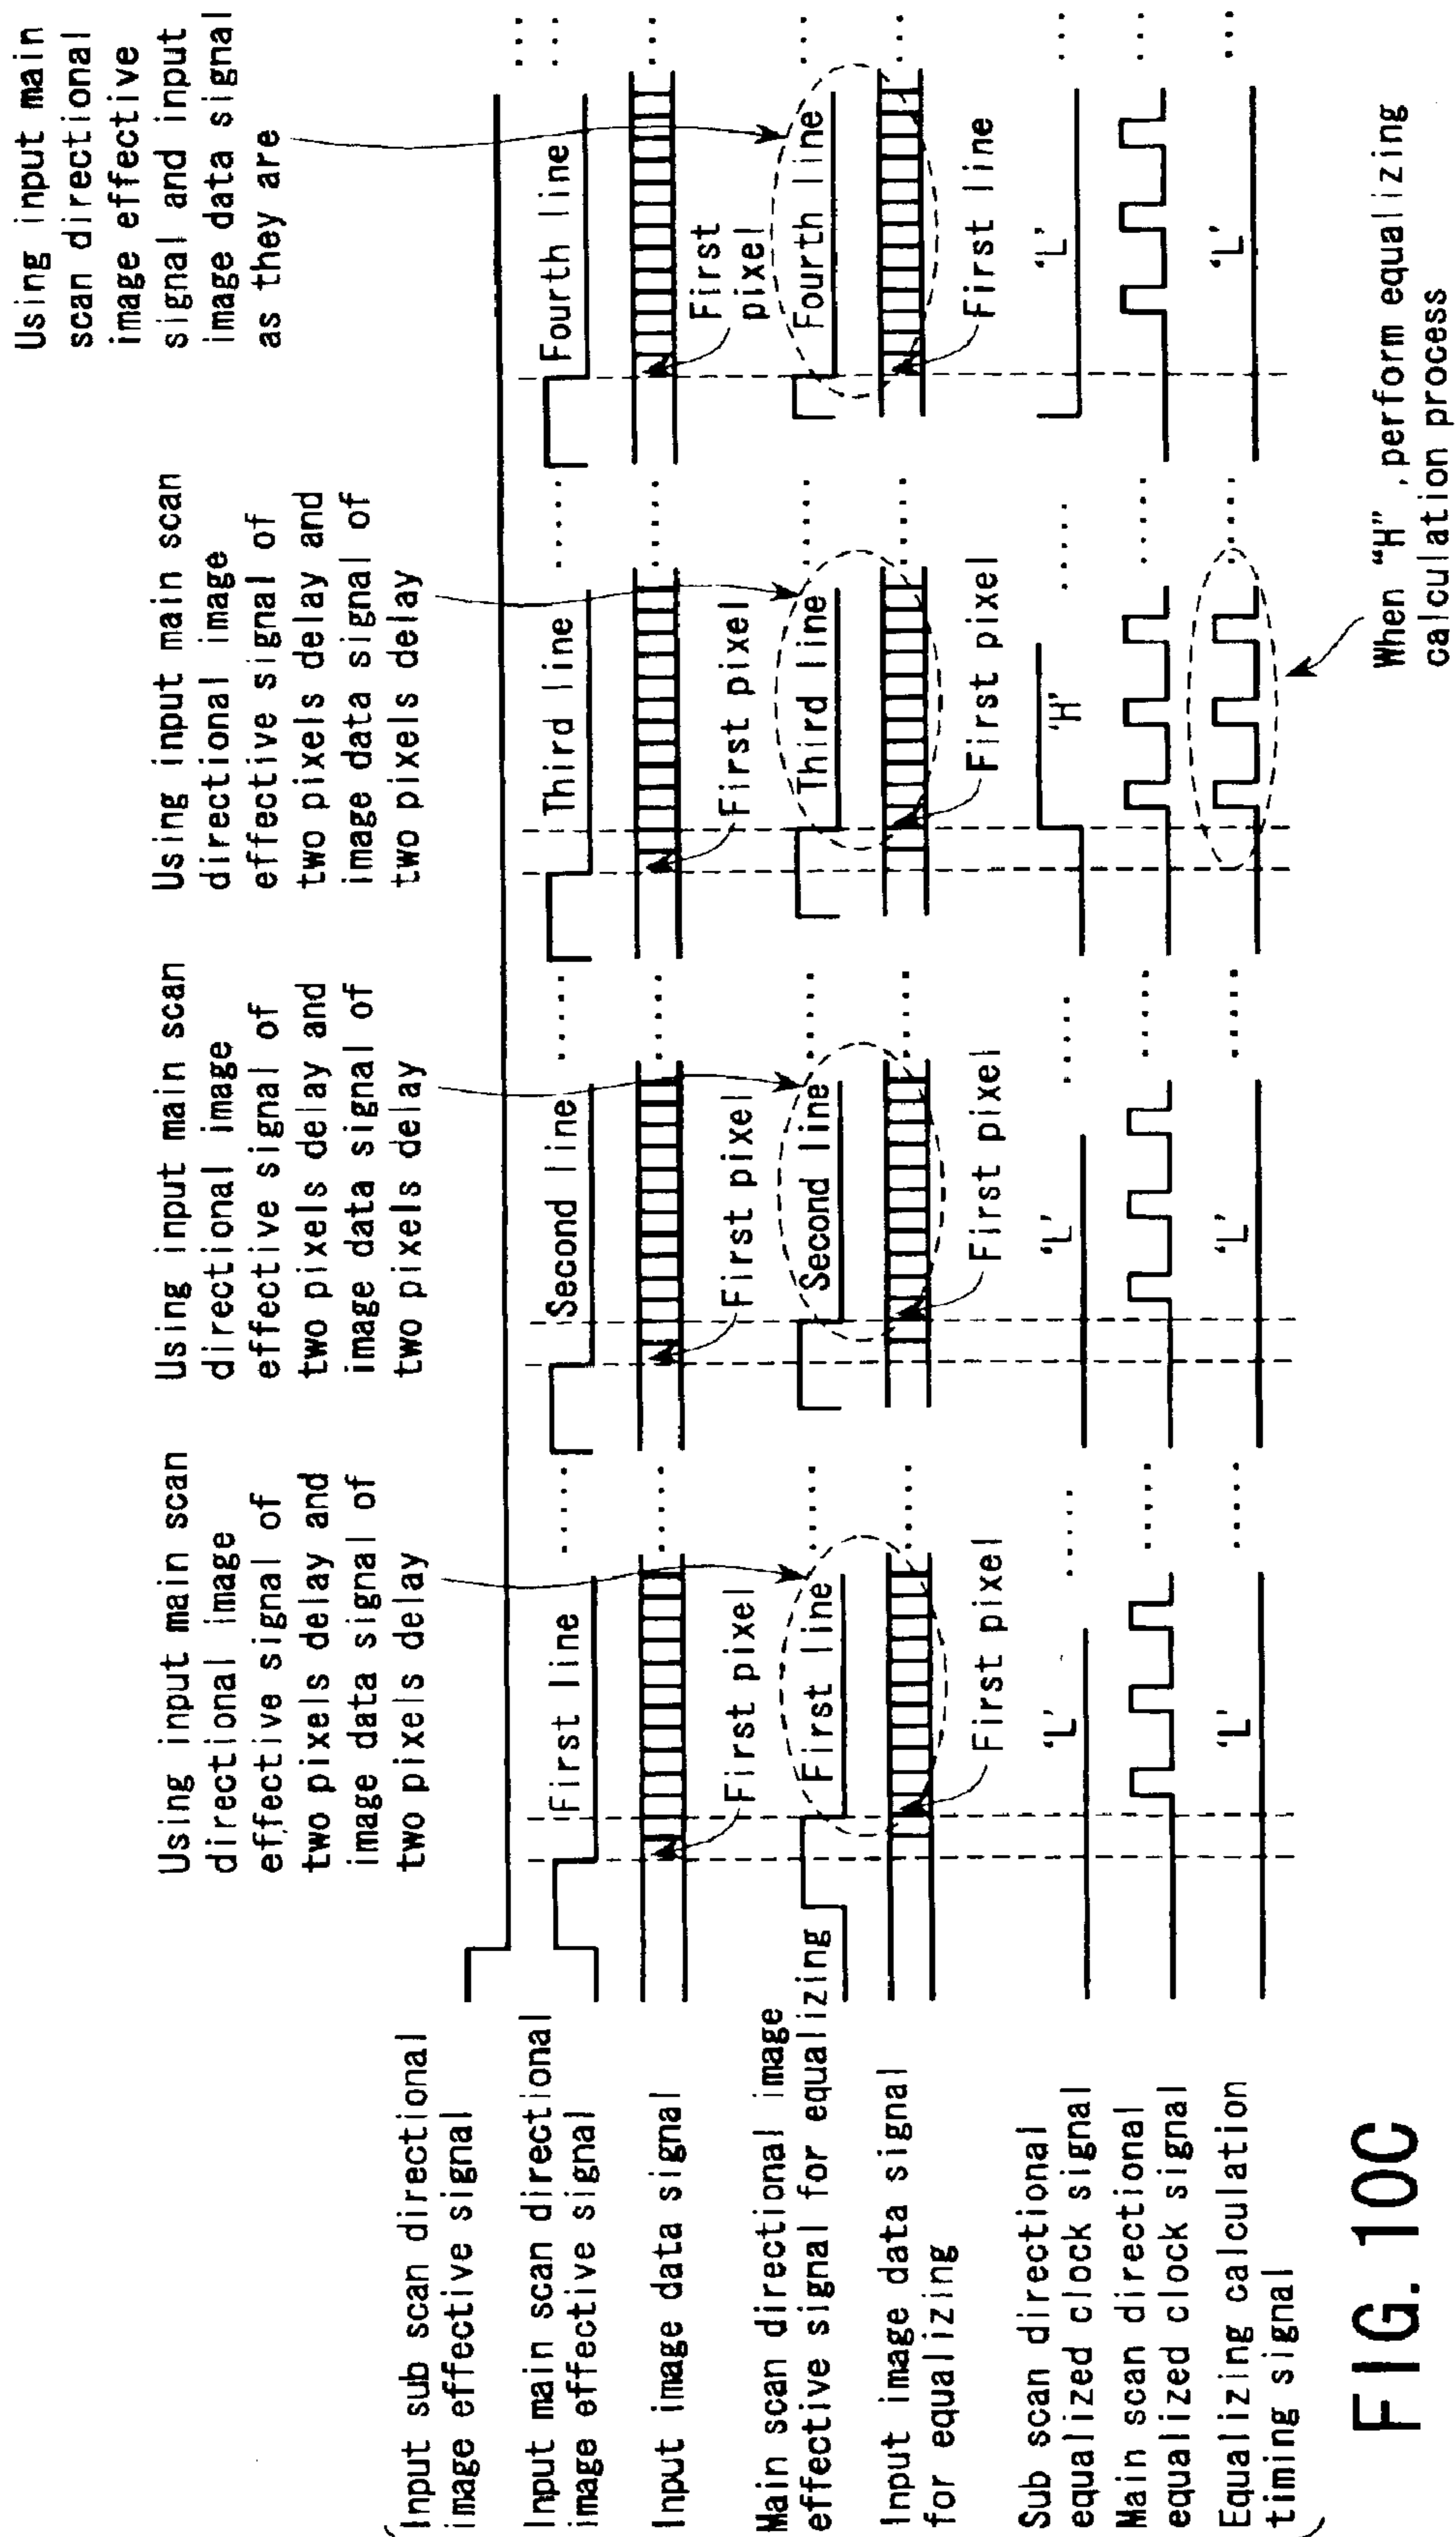 Using input main scan
directional image
effective signal of
two pixels delay and
image data signal of
two pixels delay
Using input main scan
directional image
effective signal of
two pixels delay and
image data signal of
two pixels delay
Using input main scan
directional image
effective signal of
two pixels delay and
image data signal of
two pixels delay
Using input main
scan directional
image effective
signal and input
image data signal
as they are
Input sub scan directional
image effective signal
Input main scan directional
image effective signal
First line
.....
Second line
.....
Third line
.....
Fourth line
...
...
Input image data signal
.....
.....
.....
...
First pixel
First pixel
First pixel
First
pixel
Main scan directional image
effective signal for equalizing
First line
.....
Second line
.....
Third line
.....
Fourth line
...
Input image data signal
for equalizing
.....
.....
.....
...
First pixel
First pixel
First pixel
First line
Sub scan directional
equalized clock signal
'L'
.....
'L'
.....
'H'
.....
'L'
...
Main scan directional
equalized clock signal
.....
.....
.....
...
Equalizing calculation
timing signal
'L'
.....
'L'
.....
.....
'L'
...
When "H", perform equalizing
calculation process
FIG. 10C